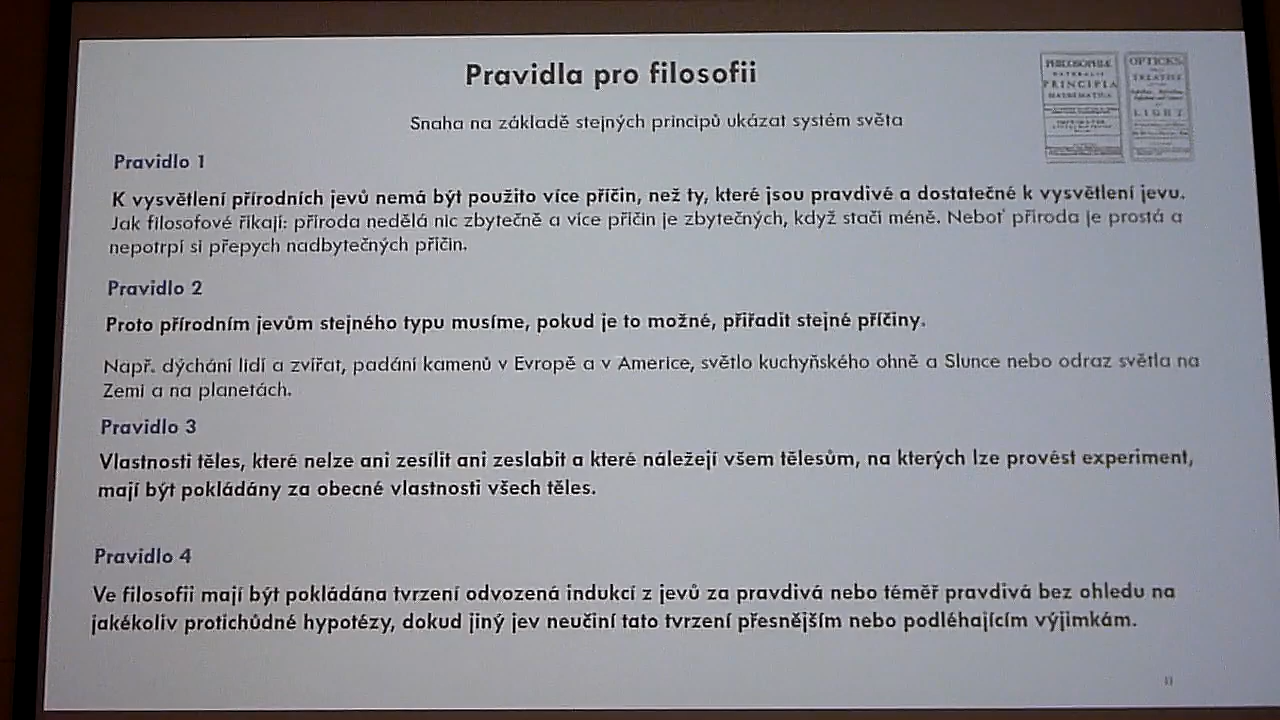 Pravidla pro filosofii
Snaha na základě stejných principů ukázat systém světa
PHILOSOPHIÆ
NATURALIS
PRINCIPIA
MATHEMATICA
OPTICKS
TREATISE
LIGHT
Pravidlo 1
K vysvětlení přírodních jevů nemá být použito více příčin, než ty, které jsou pravdivé a dostatečné k vysvětlení jevu.
Jak filosofové říkají: příroda nedělá nic zbytečně a více příčin je zbytečných, když stačí méně. Neboť příroda je prostá a
nepotrpí si přepych nadbytečných příčin.
Pravidlo 2
Proto přírodním jevům stejného typu musíme, pokud je to možné, přiřadit stejné příčiny.
Např. dýchání lidí a zvířat, padání kamenů v Evropě a v Americe, světlo kuchyňského ohně a Slunce nebo odraz světla na
Zemi a na planetách.
Pravidlo 3
Vlastnosti těles, které nelze ani zesílit ani zeslabit a které náležejí všem tělesům, na kterých lze provést experiment,
mají být pokládány za obecné vlastnosti všech těles.
Pravidlo 4
Ve filosofii mají být pokládána tvrzení odvozená indukcí z jevů za pravdivá nebo téměř pravdivá bez ohledu na
jakékoliv protichůdné hypotézy, dokud jiný jev neučiní tato tvrzení přesnějším nebo podléhajícím výjimkám.